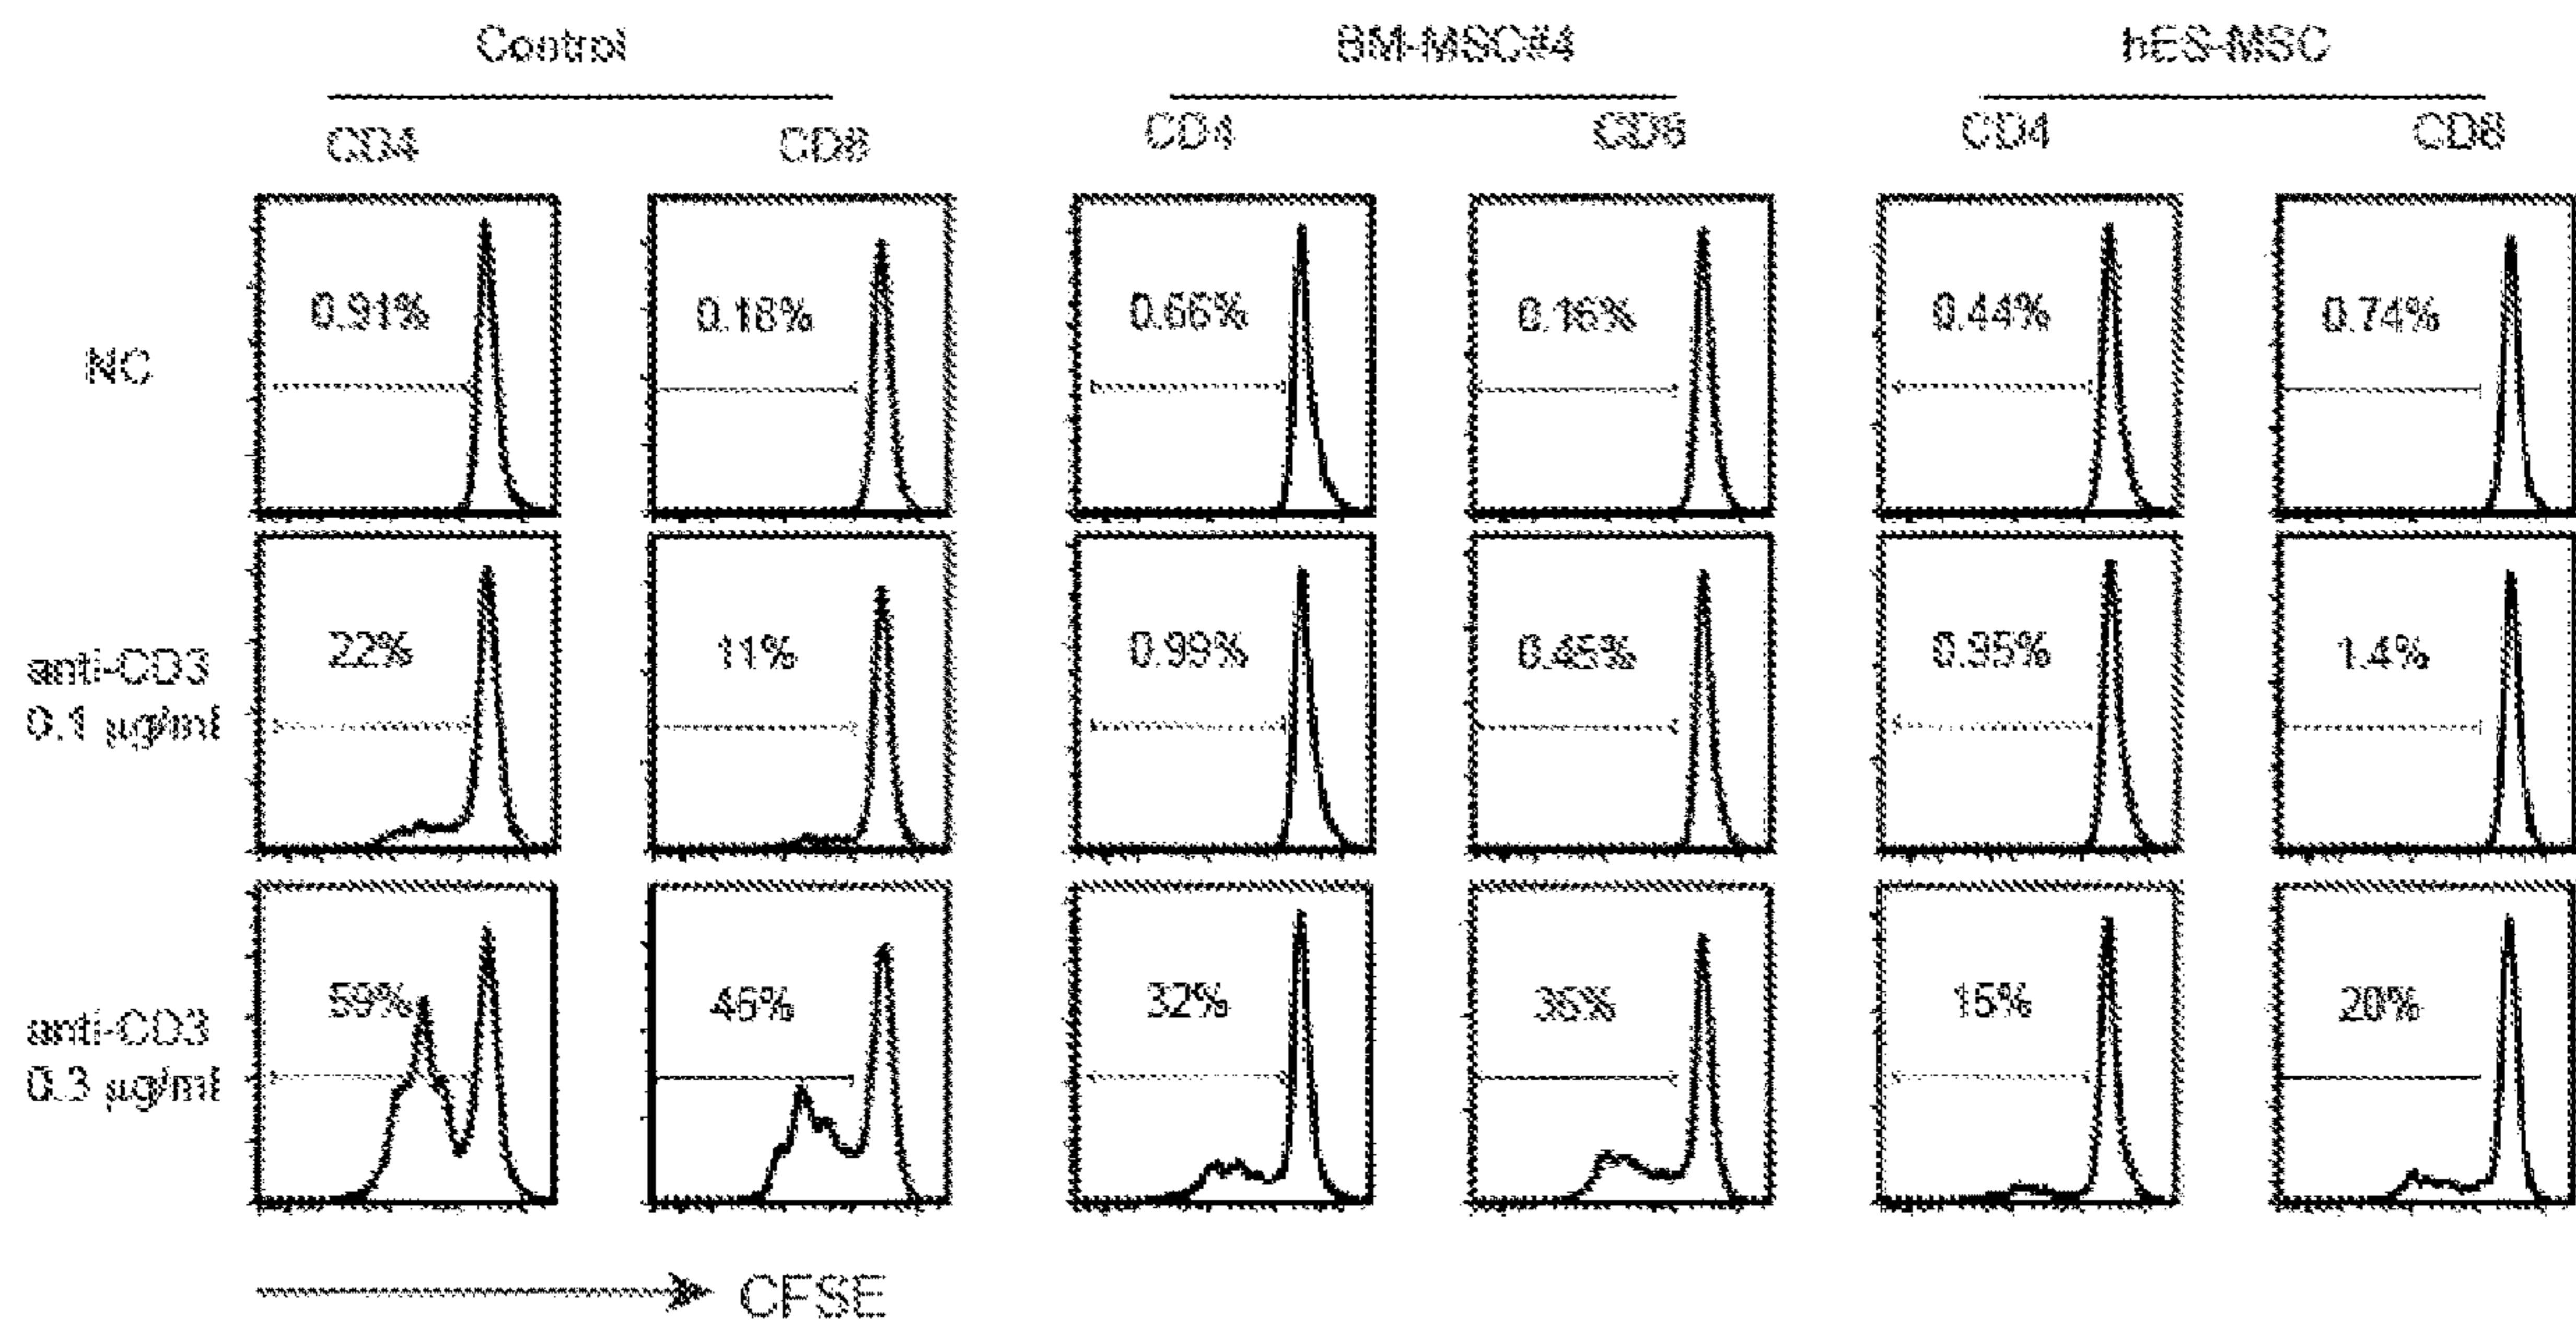 Control BM-MSC#4 hES-MSC
CD4 CD8 CD4 CD8 CD4 CD8
NC 0.91% 0.18% 0.66% 0.16% 0.44% 0.74%
anti-CD3
0.1 µg/ml
22% 11% 0.99% 0.45% 0.95% 1.4%
anti-CD3
0.3 µg/ml
59% 46% 32% 20%
15%
CFSE